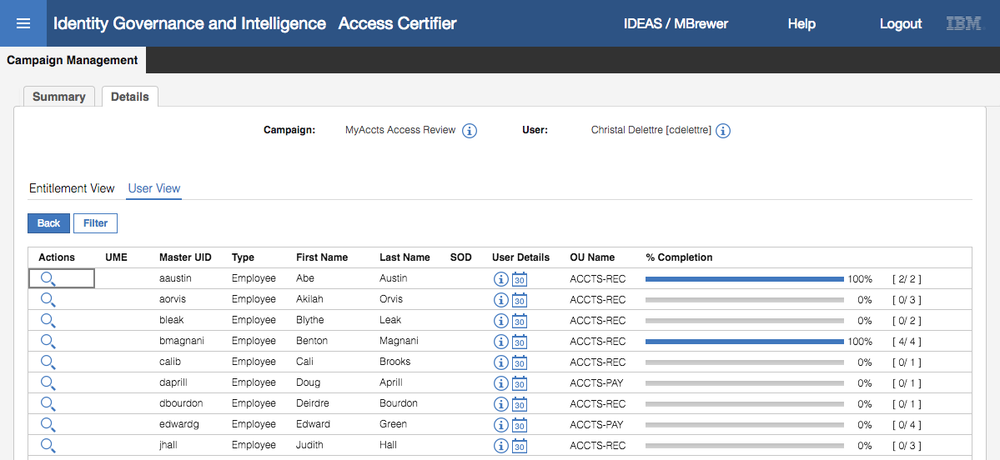 Identity Governance and Intelligence Access Certifier IDEAS / MBrewer Help Logout IBM
Campaign Management
Summary Details
Campaign: MyAccts Access Review User: Christal Delettre [cdelettre]
Entitlement View User View
Back Filter
Actions UME Master UID Type First Name Last Name SOD User Details OU Name % Completion
aaustin Employee Abe Austin 30 ACCTS-REC 100% [ 2/ 2 ]
aorvis Employee Akilah Orvis 30 ACCTS-REC 0% [ 0/ 3 ]
bleak Employee Blythe Leak 30 ACCTS-REC 0% [ 0/ 2 ]
bmagnani Employee Benton Magnani 30 ACCTS-REC 100% [ 4/ 4 ]
calib Employee Cali Brooks 30 ACCTS-REC 0% [ 0/ 1 ]
daprill Employee Doug Aprill 30 ACCTS-PAY 0% [ 0/ 1 ]
dbourdon Employee Deirdre Bourdon 30 ACCTS-REC 0% [ 0/ 1 ]
edwardg Employee Edward Green 30 ACCTS-PAY 0% [ 0/ 4 ]
jhall Employee Judith Hall 30 ACCTS-REC 0% [ 0/ 3 ]